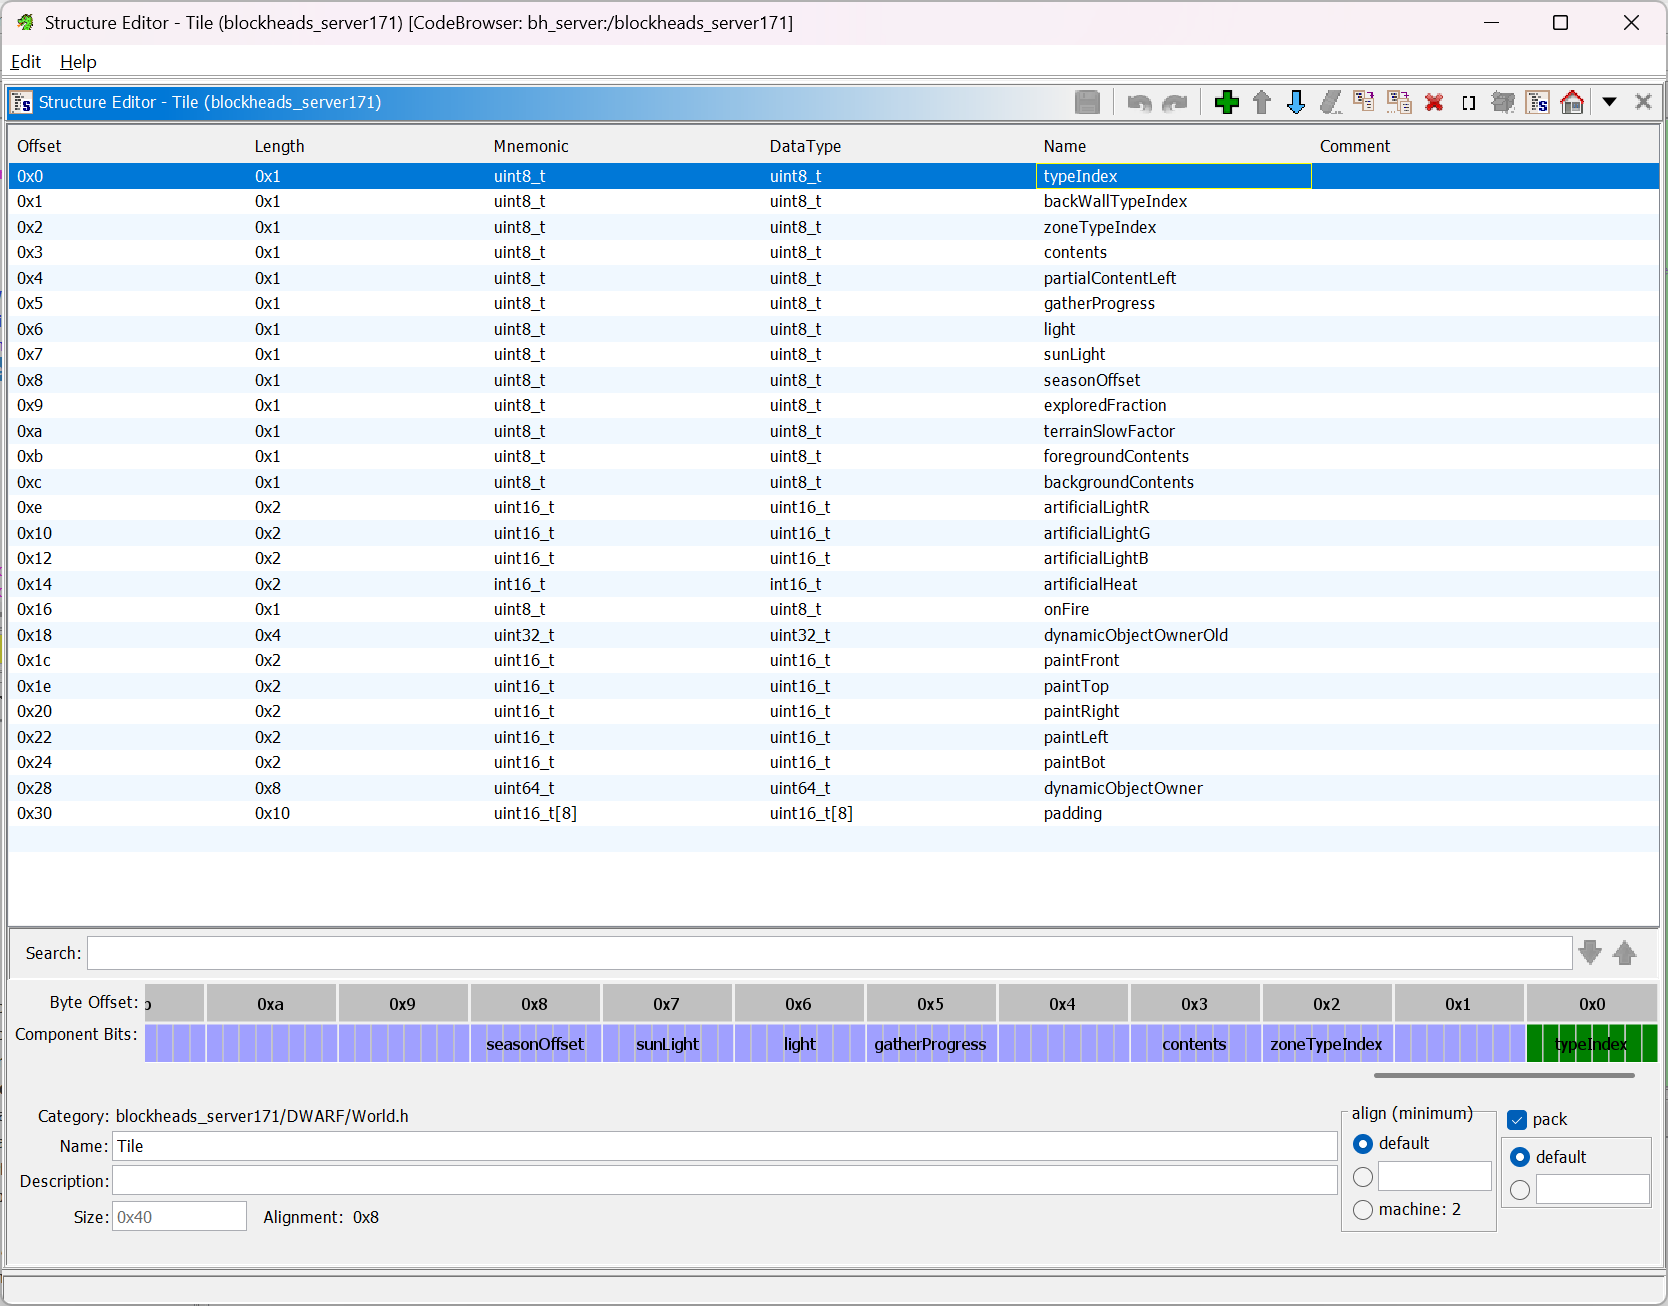 Structure Editor - Tile (blockheads_server171) [CodeBrowser: bh_server:/blockheads_server171]
Edit Help
Structure Editor - Tile (blockheads_server171)
Offset Length Mnemonic DataType Name Comment
0x0 0x1 uint8_t uint8_t typeIndex
0x1 0x1 uint8_t uint8_t backWallTypeIndex
0x2 0x1 uint8_t uint8_t zoneTypeIndex
0x3 0x1 uint8_t uint8_t contents
0x4 0x1 uint8_t uint8_t partialContentLeft
0x5 0x1 uint8_t uint8_t gatherProgress
0x6 0x1 uint8_t uint8_t light
0x7 0x1 uint8_t uint8_t sunLight
0x8 0x1 uint8_t uint8_t seasonOffset
0x9 0x1 uint8_t uint8_t exploredFraction
0xa 0x1 uint8_t uint8_t terrainSlowFactor
0xb 0x1 uint8_t uint8_t foregroundContents
0xc 0x1 uint8_t uint8_t backgroundContents
0xe 0x2 uint16_t uint16_t artificialLightR
0x10 0x2 uint16_t uint16_t artificialLightG
0x12 0x2 uint16_t uint16_t artificialLightB
0x14 0x2 int16_t int16_t artificialHeat
0x16 0x1 uint8_t uint8_t onFire
0x18 0x4 uint32_t uint32_t dynamicObjectOwnerOld
0x1c 0x2 uint16_t uint16_t paintFront
0x1e 0x2 uint16_t uint16_t paintTop
0x20 0x2 uint16_t uint16_t paintRight
0x22 0x2 uint16_t uint16_t paintLeft
0x24 0x2 uint16_t uint16_t paintBot
0x28 0x8 uint64_t uint64_t dynamicObjectOwner
0x30 0x10 uint16_t[8] uint16_t[8] padding
Search:
Byte Offset: 0xa 0x9 0x8 0x7 0x6 0x5 0x4 0x3 0x2 0x1 0x0
Component Bits: seasonOffset sunLight light gatherProgress contents zoneTypeIndex typeIndex
Category: blockheads_server171/DWARF/World.h
Name: Tile
Description:
Size: 0x40 Alignment: 0x8
align (minimum)
default
machine: 2
pack
default